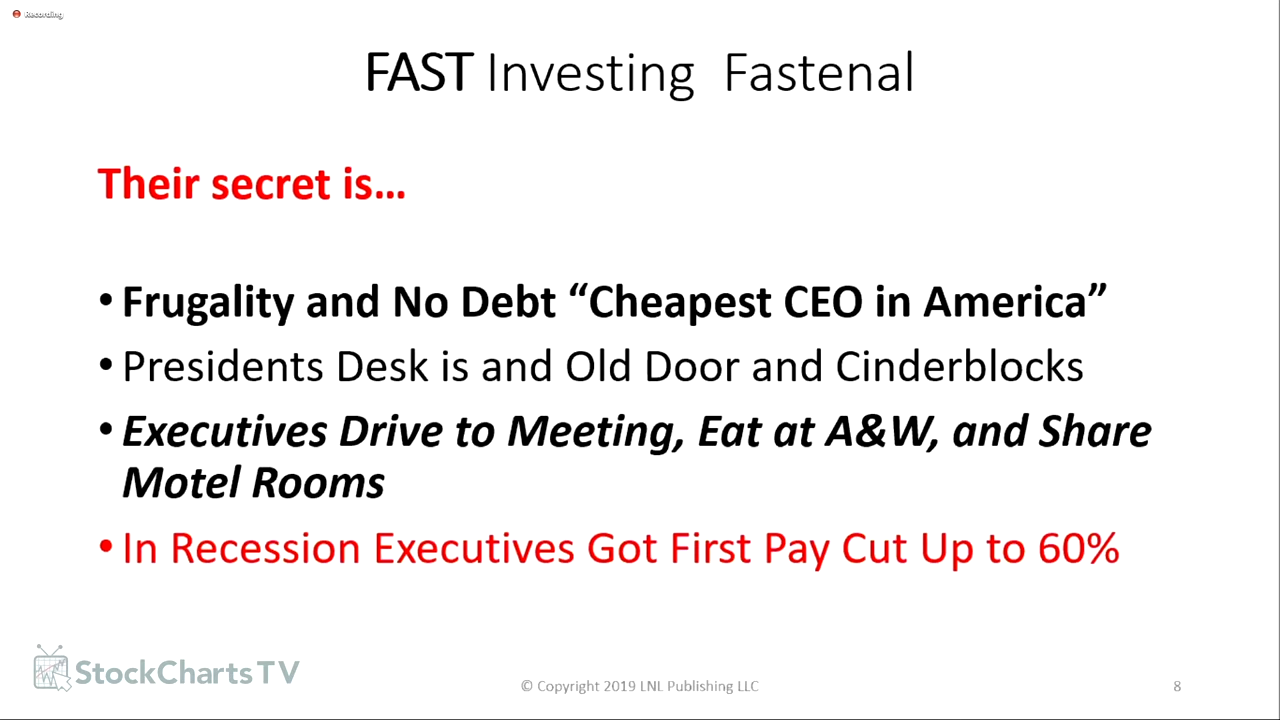 Recording
FAST Investing Fastenal
Their secret is...
• Frugality and No Debt “Cheapest CEO in America”
• Presidents Desk is and Old Door and Cinderblocks
• Executives Drive to Meeting, Eat at A&W, and Share
Motel Rooms
• In Recession Executives Got First Pay Cut Up to 60%
StockChartsTV
© Copyright 2019 LNL Publishing LLC
8